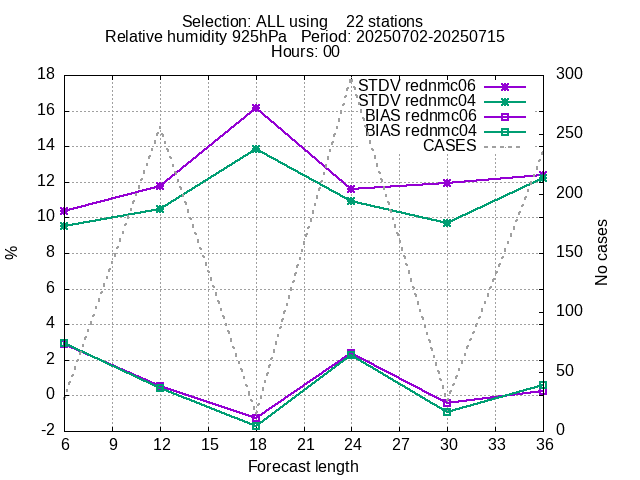 Selection: ALL using    22 stations
Relative humidity 925hPa   Period: 20250702-20250715
Hours: 00
STDV rednmc06
STDV rednmc04
BIAS rednmc06
BIAS rednmc04
CASES
18
16
14
12
10
8
6
4
2
0
-2
%
300
250
200
150
100
50
0
No cases
6 9 12 15 18 21 24 27 30 33 36
Forecast length